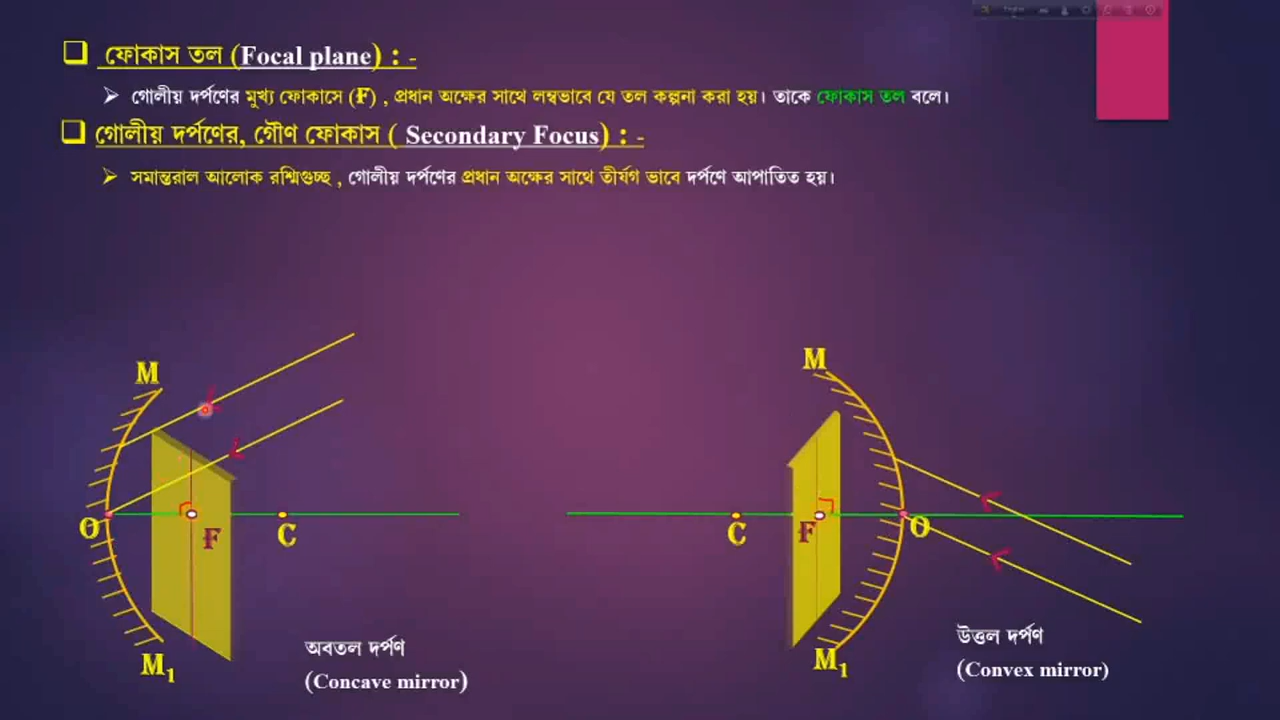 ফোকাস তল (Focal plane) : -
গোলীয় দর্পণের মুখ্য ফোকাসে (F) , প্রধান অক্ষের সাথে লম্বভাবে যে তল কল্পনা করা হয়। তাকে ফোকাস তল বলে।
গোলীয় দর্পণের, গৌণ ফোকাস ( Secondary Focus) : -
সমান্তরাল আলোক রশ্মিগুচ্ছ , গোলীয় দর্পণের প্রধান অক্ষের সাথে তীর্যগ ভাবে দর্পণে আপাতিত হয়।
M
M
O
F
C
C
F
O
M1
অবতল দর্পণ
(Concave mirror)
M1
উত্তল দর্পণ
(Convex mirror)